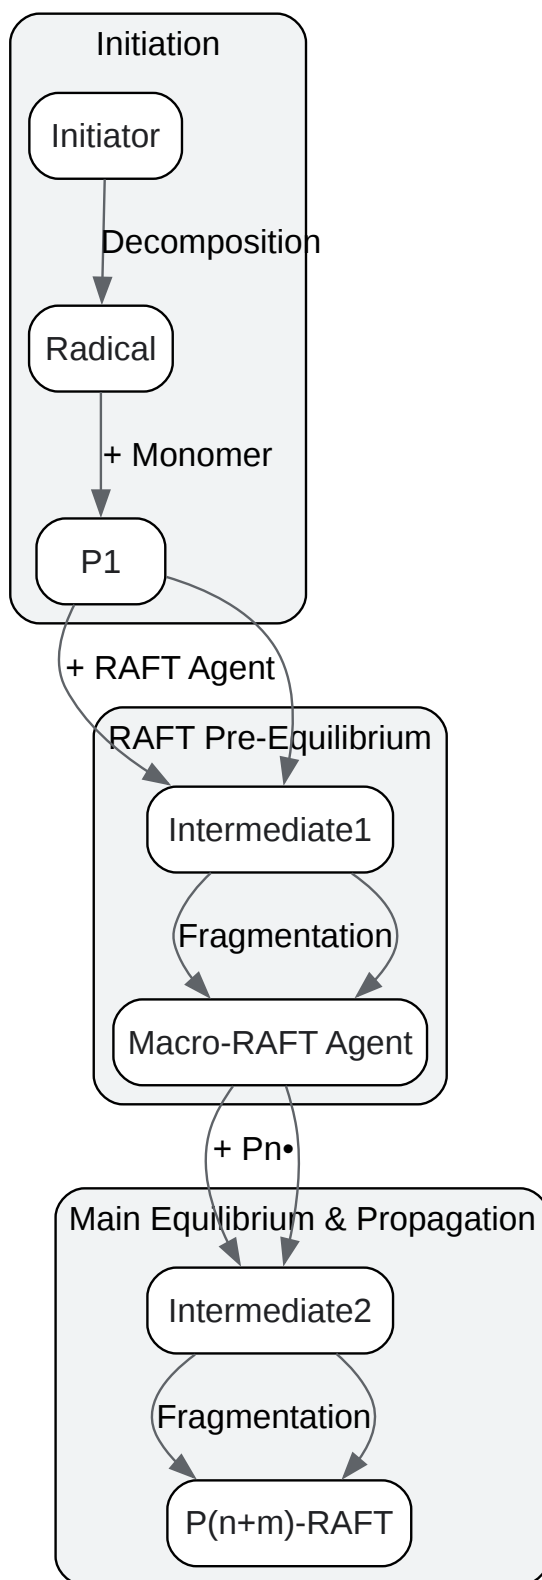 Initiation
Initiator
Decomposition
Radical
+ Monomer
P1
+ RAFT Agent
RAFT Pre-Equilibrium
Intermediate1
Fragmentation
Macro-RAFT Agent
+ Pn•
Main Equilibrium & Propagation
Intermediate2
Fragmentation
P(n+m)-RAFT